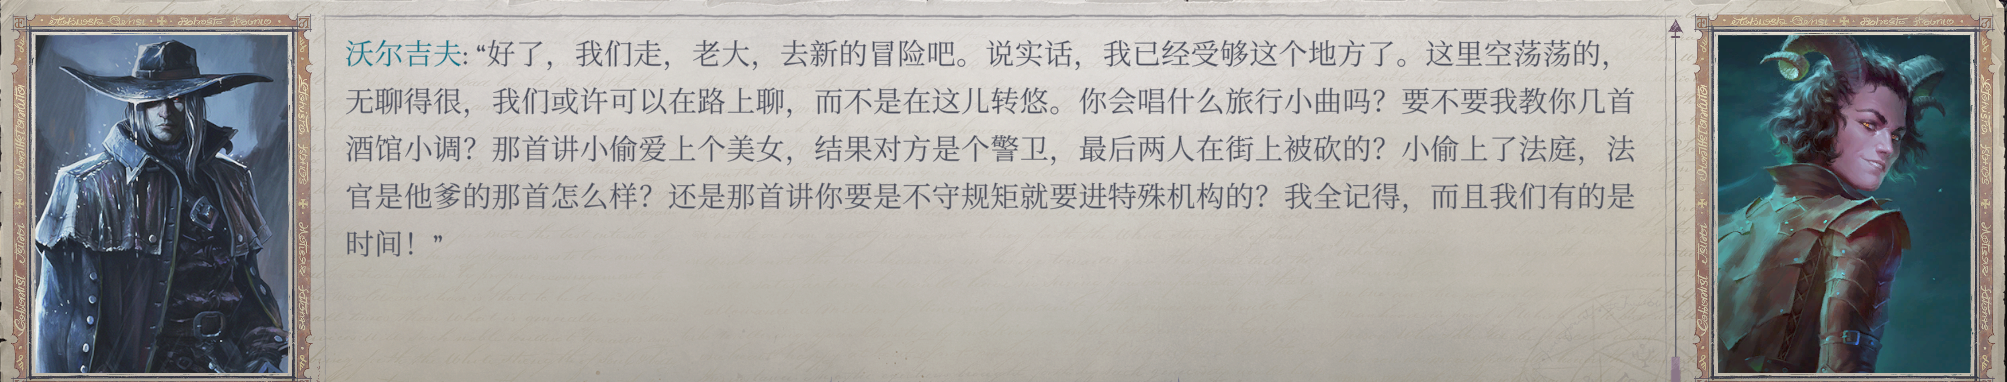 沃尔吉夫: “好了，我们走，老大，去新的冒险吧。说实话，我已经受够这个地方了。这里空荡荡的，
无聊得很，我们或许可以在路上聊，而不是在这儿转悠。你会唱什么旅行小曲吗？要不要我教你几首
酒馆小调？那首讲小偷爱上个美女，结果对方是个警卫，最后两人在街上被砍的？小偷上了法庭，法
官是他爹的那首怎么样？还是那首讲你要是不守规矩就要进特殊机构的？我全记得，而且我们有的是
时间！”